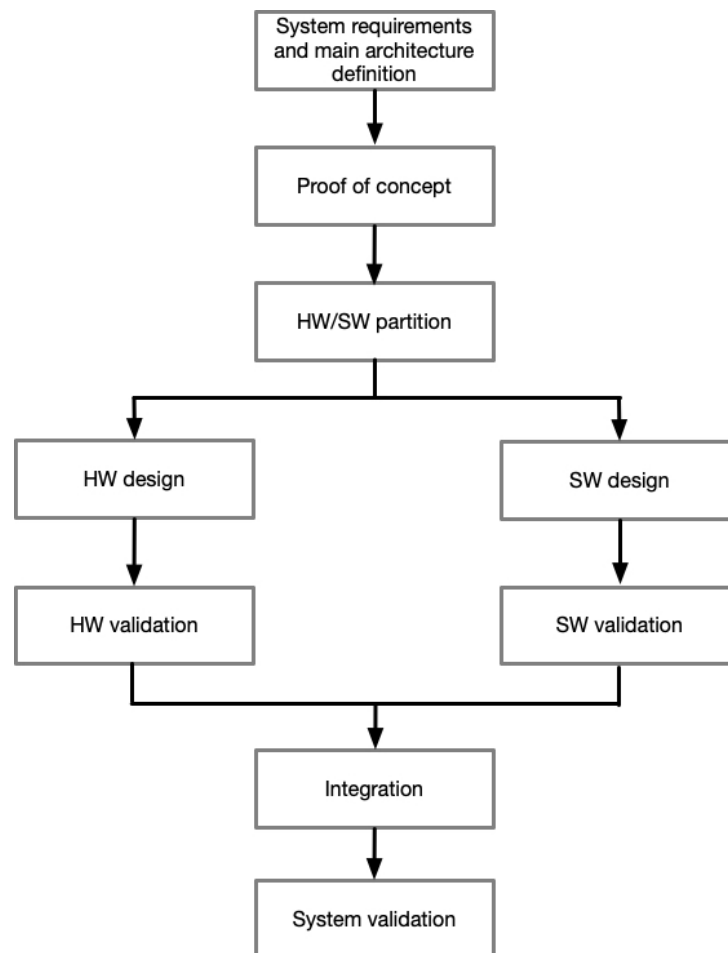 System requirements
and main architecture
definition
Proof of concept
HW/SW partition
HW design
SW design
HW validation
SW validation
Integration
System validation